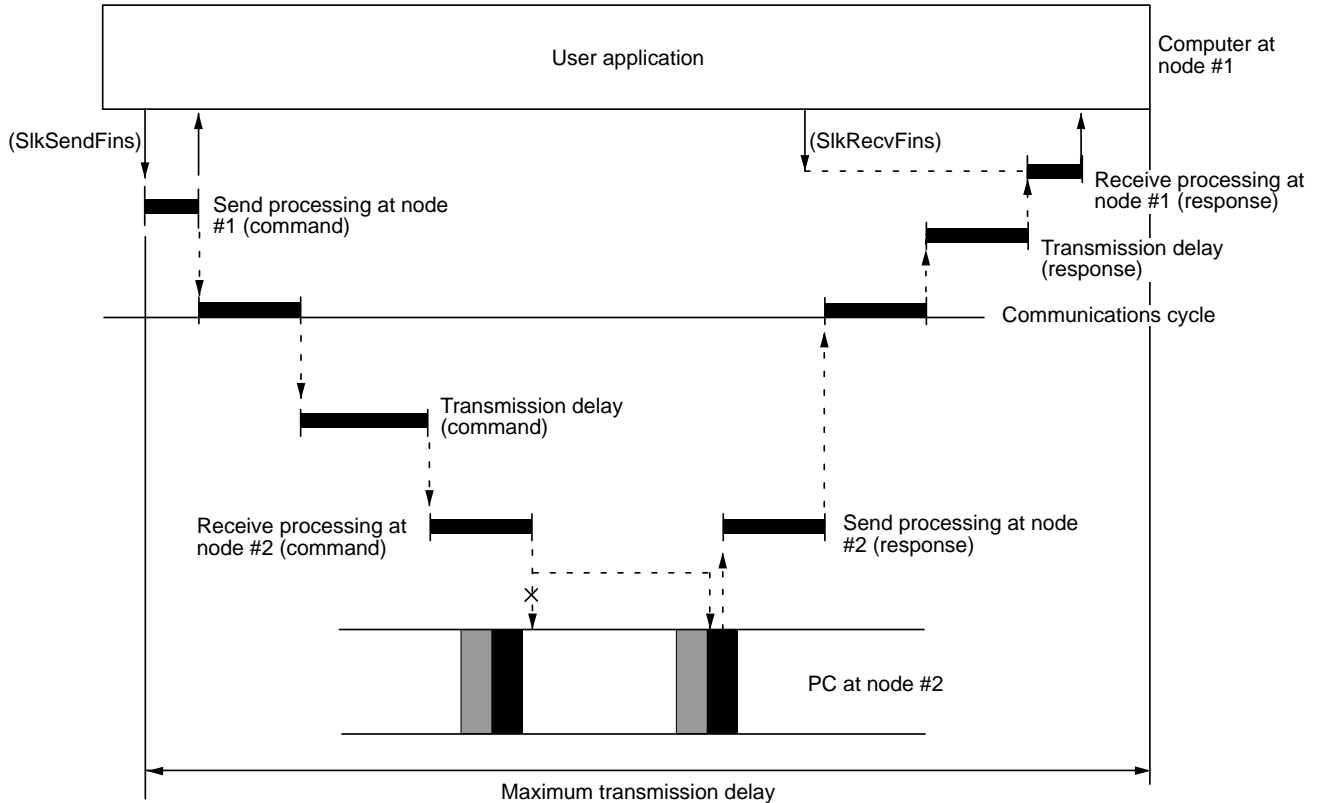 User application
Computer at
node #1
(SlkSendFins)
(SlkRecvFins)
Receive processing at
node #1 (response)
Send processing at node
#1 (command)
Transmission delay
(response)
Communications cycle
Transmission delay
(command)
Receive processing at
node #2 (command)
Send processing at node
#2 (response)
PC at node #2
Maximum transmission delay